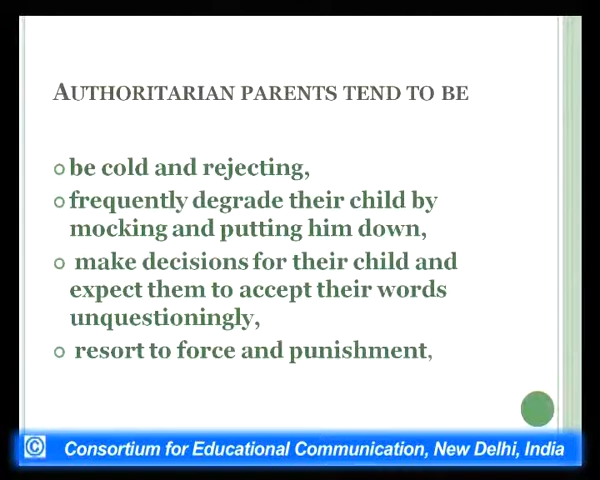 AUTHORITARIAN PARENTS TEND TO BE
be cold and rejecting,
frequently degrade their child by
mocking and putting him down,
make decisions for their child and
expect them to accept their words
unquestioningly,
resort to force and punishment,
© Consortium for Educational Communication, New Delhi, India